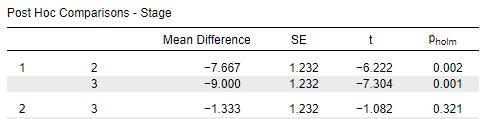 Post Hoc Comparisons - Stage
Mean Difference SE t pholm
1 2 −7.667 1.232 −6.222 0.002
3 −9.000 1.232 −7.304 0.001
2 3 −1.333 1.232 −1.082 0.321